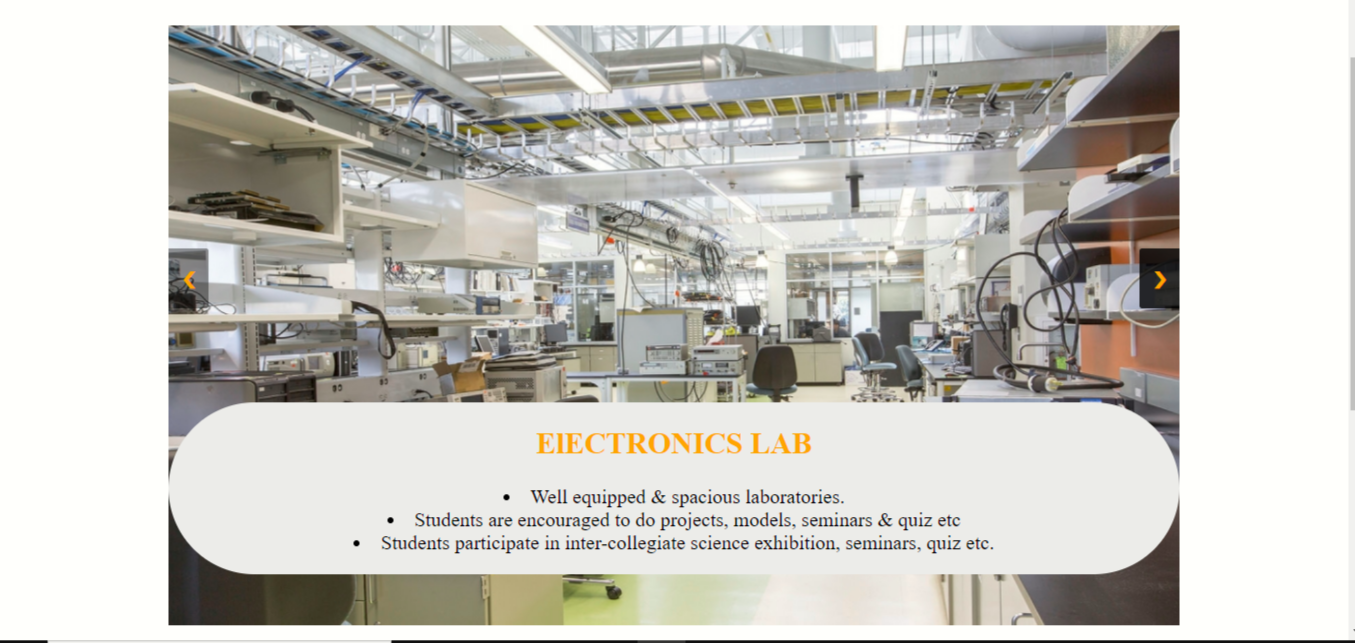 ElECTRONICS LAB
• Well equipped & spacious laboratories.
• Students are encouraged to do projects, models, seminars & quiz etc
• Students participate in inter-collegiate science exhibition, seminars, quiz etc.